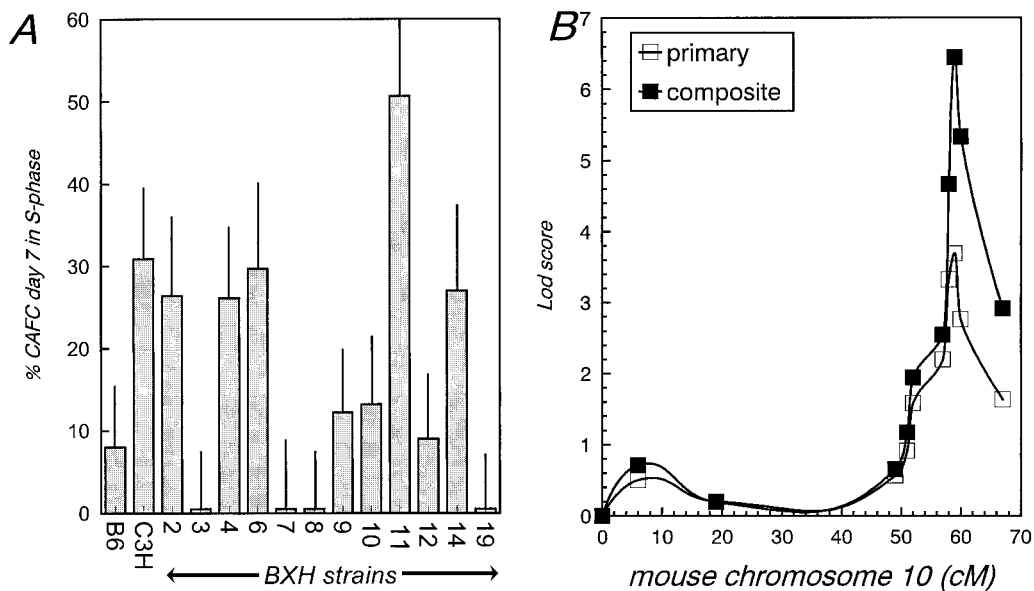 A
60
50
40
30
20
10
0
% CAFC day 7 in S-phase
B6
C3H
2
3
4
6
7
8
9
10
11
12
14
19
BXH strains
B
7
6
5
4
3
2
1
0
Lod score
primary
composite
0 10 20 30 40 50 60 70
mouse chromosome 10 (cM)